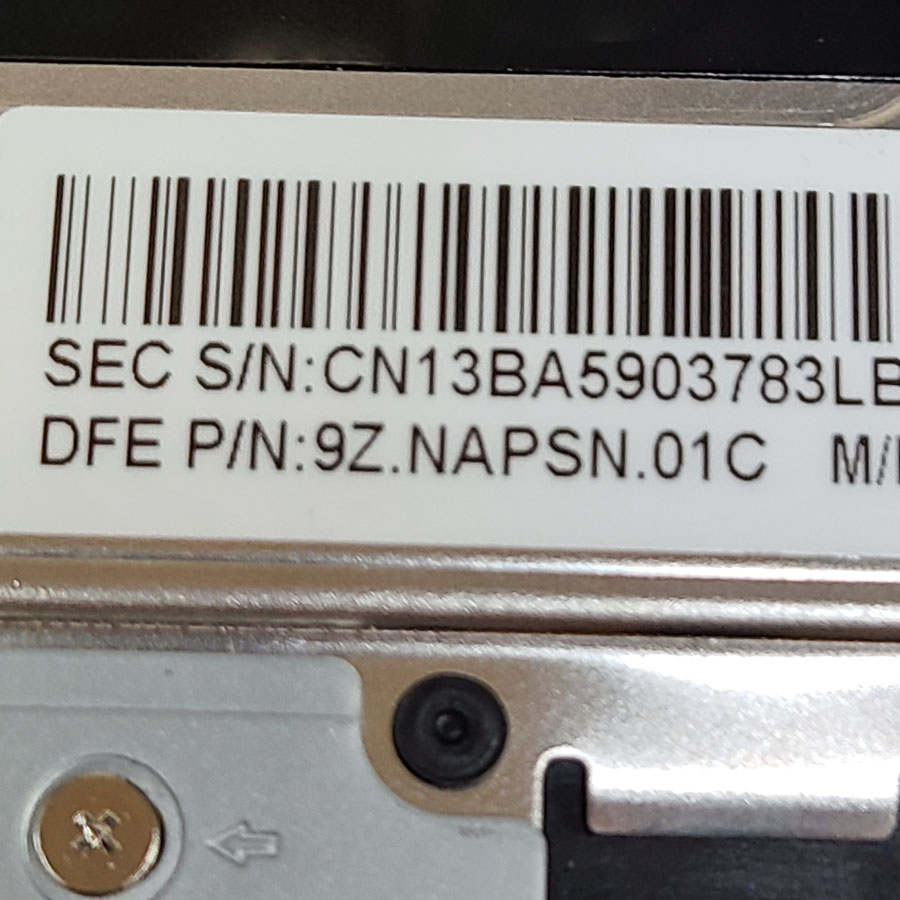 SEC S/N:CN13BA5903783LB
DFE P/N:9Z.NAPSN.01C M/